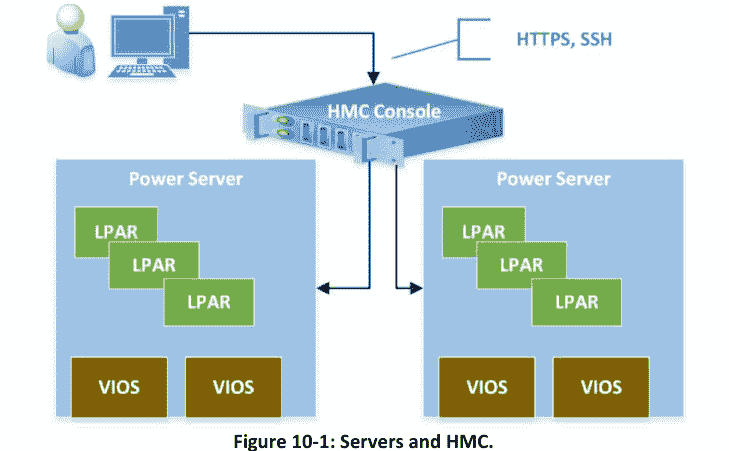 HTTPS, SSH
HMC Console
Power Server
LPAR
LPAR
LPAR
VIOS
VIOS
Power Server
LPAR
LPAR
LPAR
VIOS
VIOS
Figure 10-1: Servers and HMC.